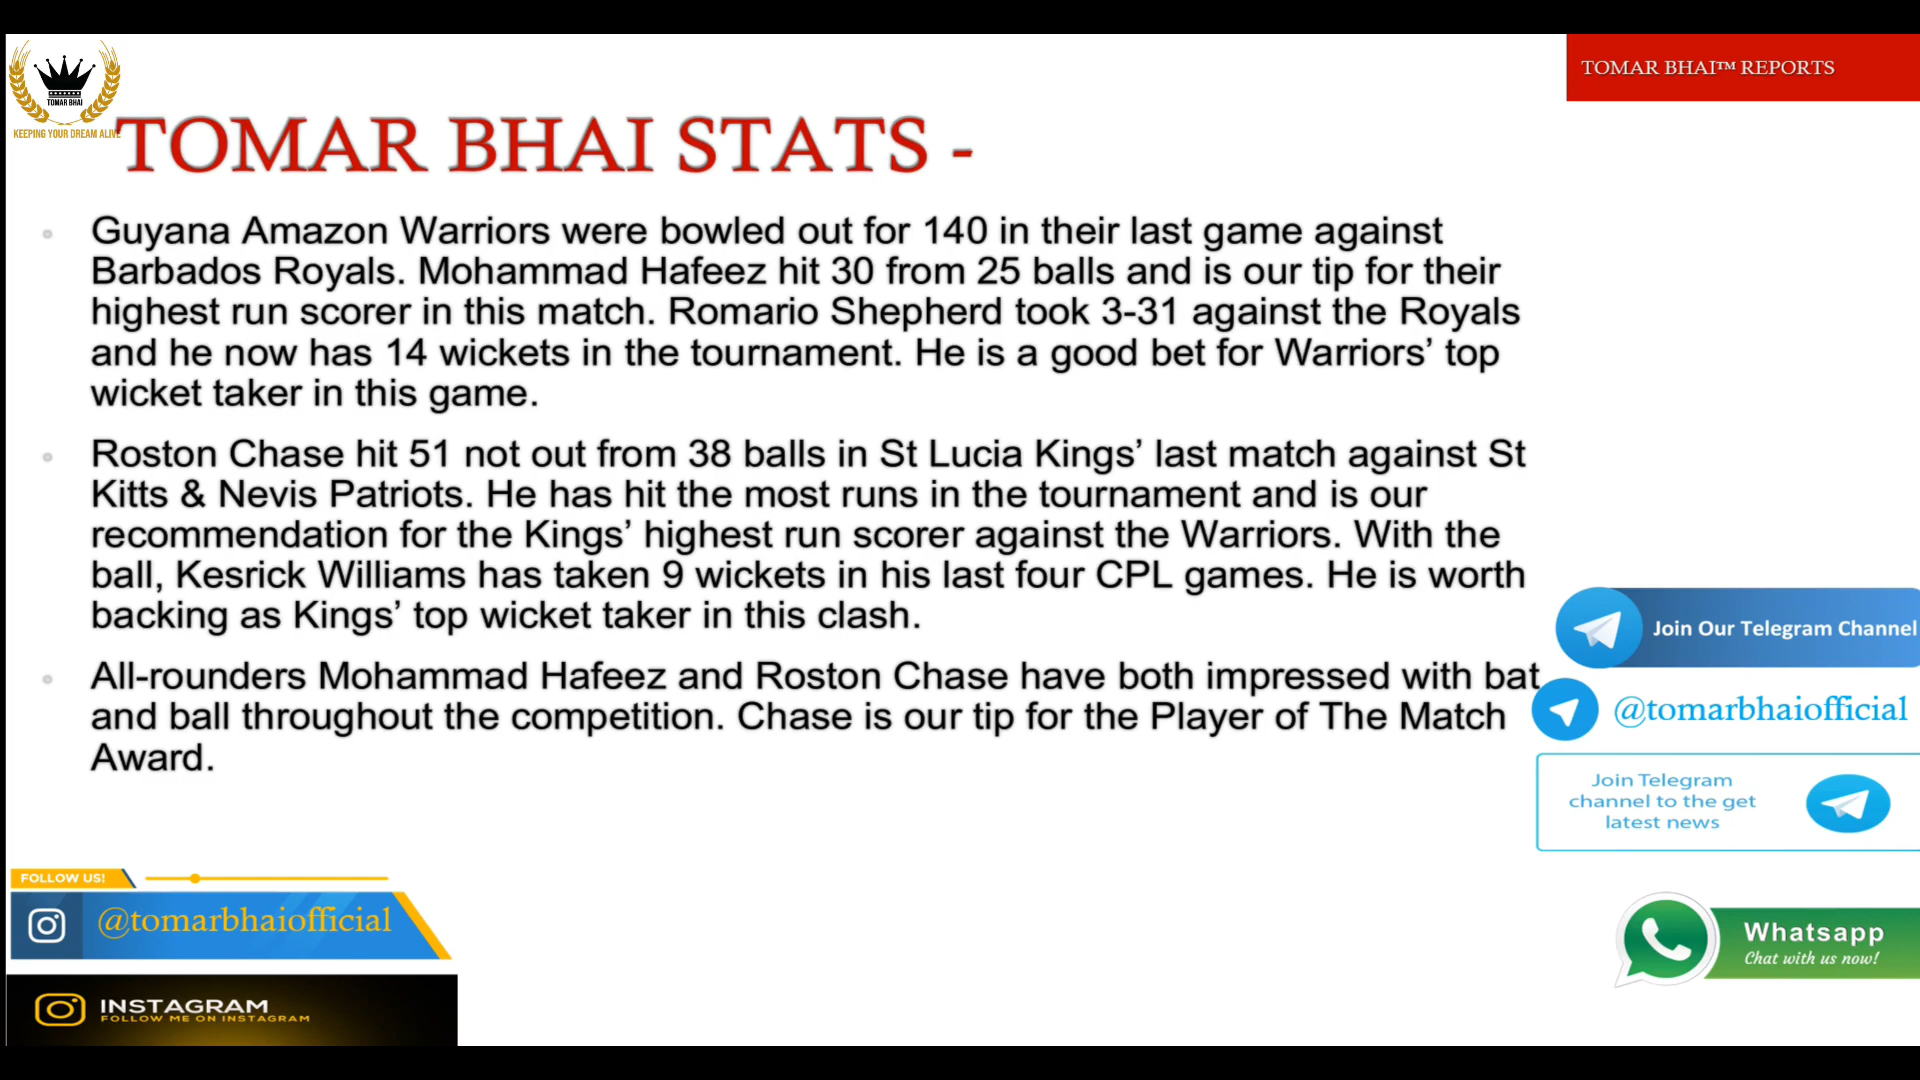 TOMAR BHAI
KEEPING YOUR DREAM ALIVE
TOMAR BHAI™ REPORTS
TOMAR BHAI STATS -
Guyana Amazon Warriors were bowled out for 140 in their last game against
Barbados Royals. Mohammad Hafeez hit 30 from 25 balls and is our tip for their
highest run scorer in this match. Romario Shepherd took 3-31 against the Royals
and he now has 14 wickets in the tournament. He is a good bet for Warriors’ top
wicket taker in this game.
Roston Chase hit 51 not out from 38 balls in St Lucia Kings’ last match against St
Kitts & Nevis Patriots. He has hit the most runs in the tournament and is our
recommendation for the Kings’ highest run scorer against the Warriors. With the
ball, Kesrick Williams has taken 9 wickets in his last four CPL games. He is worth
backing as Kings’ top wicket taker in this clash.
All-rounders Mohammad Hafeez and Roston Chase have both impressed with bat
and ball throughout the competition. Chase is our tip for the Player of The Match
Award.
Join Our Telegram Channel
@tomarbhaiofficial
Join Telegram
channel to the get
latest news
FOLLOW US!
@tomarbhaiofficial
Whatsapp
Chat with us now!
INSTAGRAM
FOLLOW ME ON INSTAGRAM